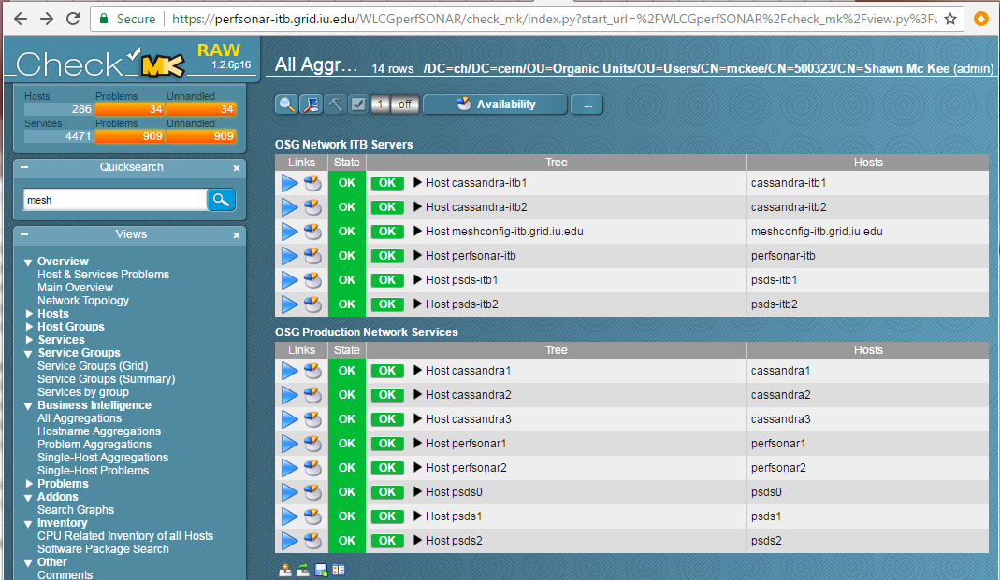 Secure https://perfsonar-itb.grid.iu.edu/WLCGperfSONAR/check_mk/index.py?start_url=%2FWLCGperfSONAR%2Fcheck_mk%2Fview.py%3Fv
Check MK RAW
1.2.6p16
All Aggr... 14 rows /DC=ch/DC=cern/OU=Organic Units/OU=Users/CN=mckee/CN=500323/CN=Shawn Mc Kee (admin)
Hosts Problems Unhandled
286 34 34
Services Problems Unhandled
4471 909 909
Quicksearch
mesh
Views
Overview
Host & Services Problems
Main Overview
Network Topology
Hosts
Host Groups
Services
Service Groups
Service Groups (Grid)
Service Groups (Summary)
Services by group
Business Intelligence
All Aggregations
Hostname Aggregations
Problem Aggregations
Single-Host Aggregations
Single-Host Problems
Problems
Addons
Search Graphs
Inventory
CPU Related Inventory of all Hosts
Software Package Search
Other
Comments
1 off Availability ...
OSG Network ITB Servers
Links State Tree Hosts
OK OK Host cassandra-itb1 cassandra-itb1
OK OK Host cassandra-itb2 cassandra-itb2
OK OK Host meshconfig-itb.grid.iu.edu meshconfig-itb.grid.iu.edu
OK OK Host perfsonar-itb perfsonar-itb
OK OK Host psds-itb1 psds-itb1
OK OK Host psds-itb2 psds-itb2
OSG Production Network Services
Links State Tree Hosts
OK OK Host cassandra1 cassandra1
OK OK Host cassandra2 cassandra2
OK OK Host cassandra3 cassandra3
OK OK Host perfsonar1 perfsonar1
OK OK Host perfsonar2 perfsonar2
OK OK Host psds0 psds0
OK OK Host psds1 psds1
OK OK Host psds2 psds2